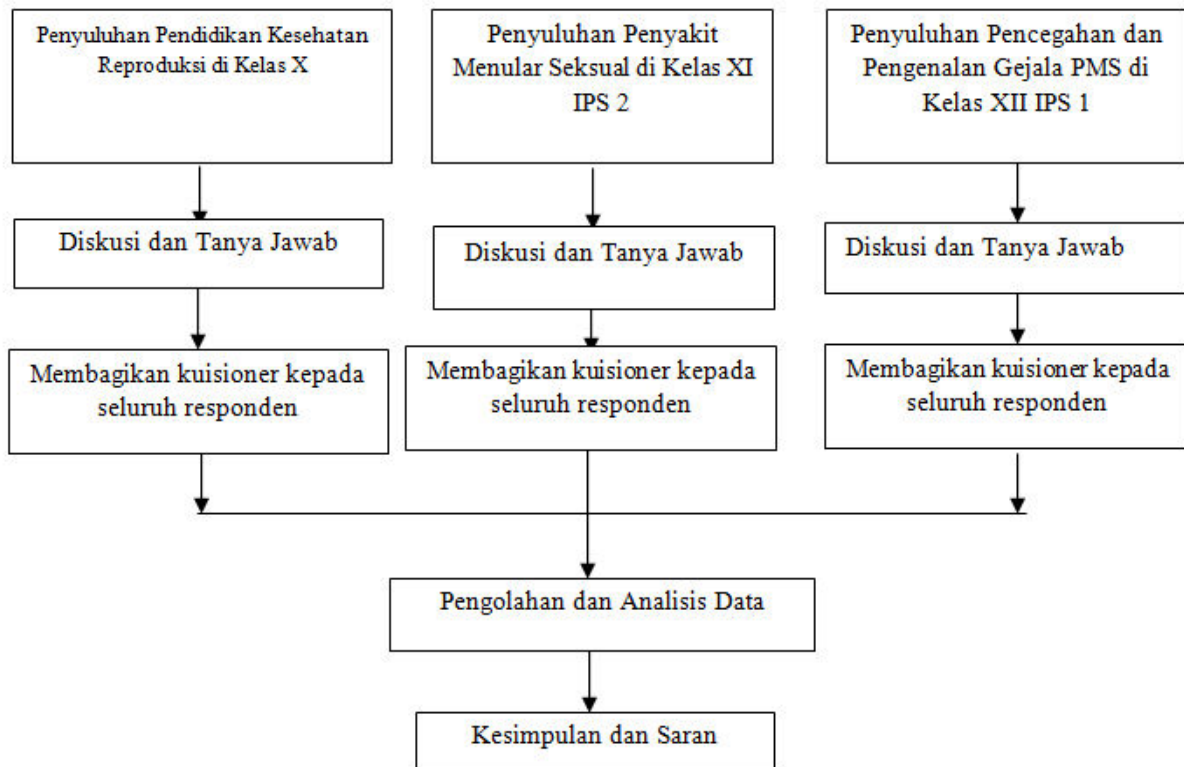 Penyuluhan Pendidikan Kesehatan
Reproduksi di Kelas X
Penyuluhan Penyakit
Menular Seksual di Kelas XI
IPS 2
Penyuluhan Pencegahan dan
Pengenalan Gejala PMS di
Kelas XII IPS 1
Diskusi dan Tanya Jawab
Diskusi dan Tanya Jawab
Diskusi dan Tanya Jawab
Membagikan kuisioner kepada
seluruh responden
Membagikan kuisioner kepada
seluruh responden
Membagikan kuisioner kepada
seluruh responden
Pengolahan dan Analisis Data
Kesimpulan dan Saran